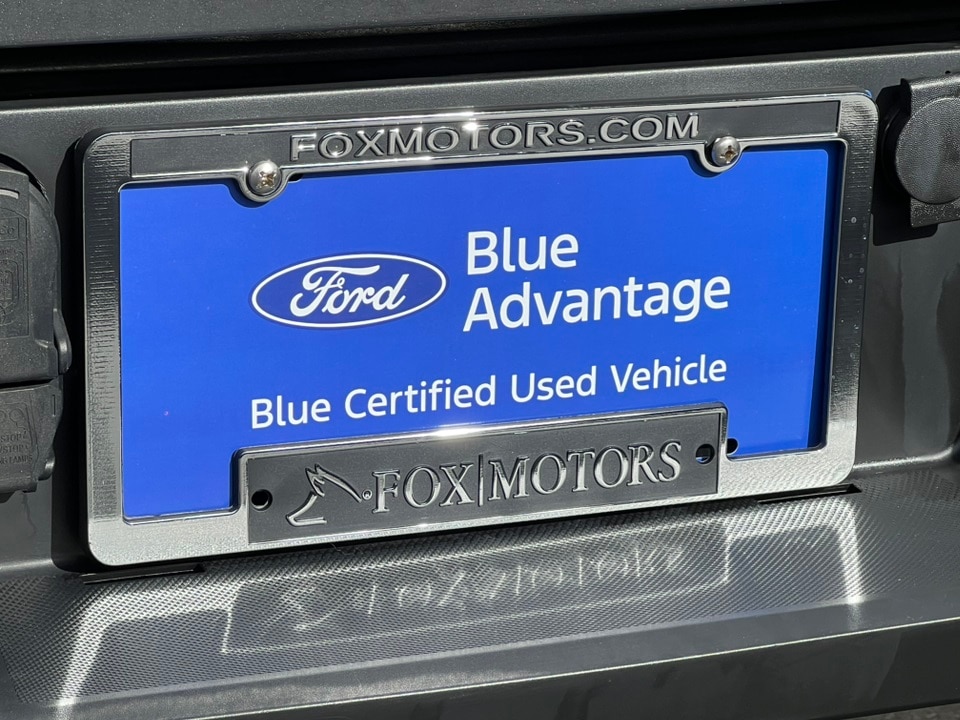 FOXMOTORS.COM
Ford
Blue
Advantage
Blue Certified Used Vehicle
FOX|MOTORS